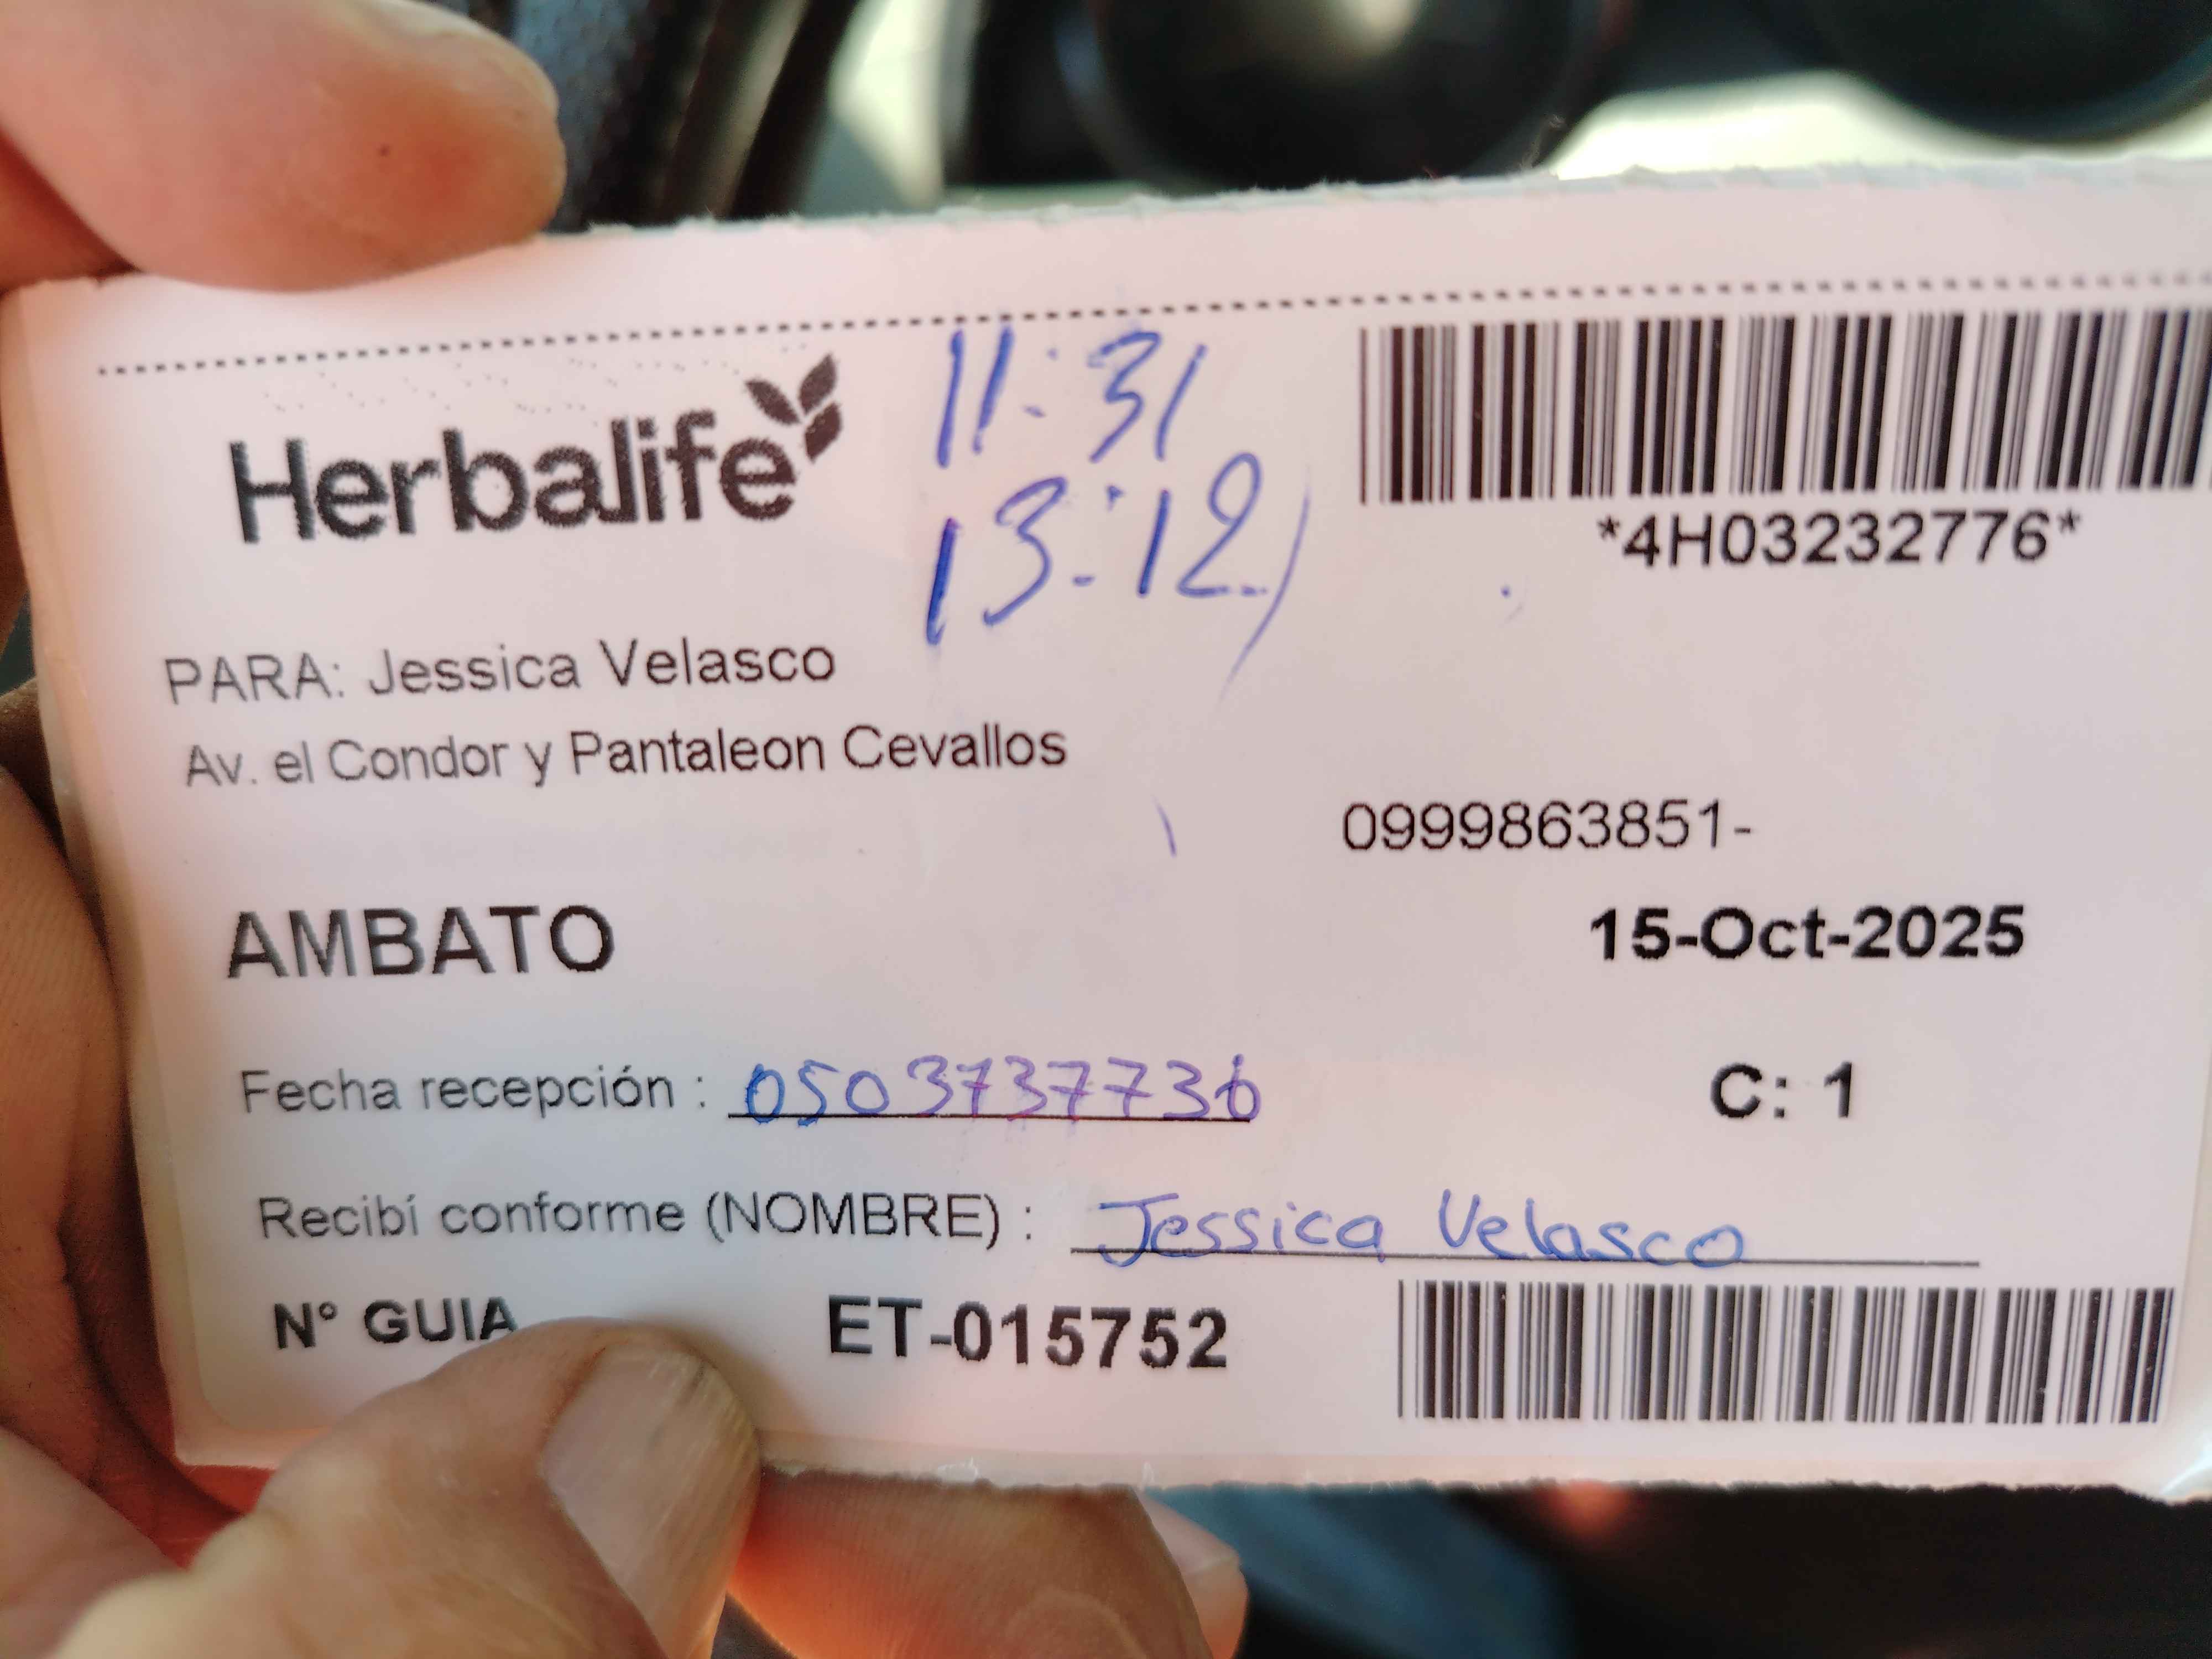 Herbalife
11:31
13:12
*4H03232776*
PARA: Jessica Velasco
Av. el Condor y Pantaleon Cevallos
0999863851-
AMBATO
15-Oct-2025
Fecha recepción : 0503737736
C: 1
Recibí conforme (NOMBRE) : Jessica Velasco
N° GUIA ET-015752